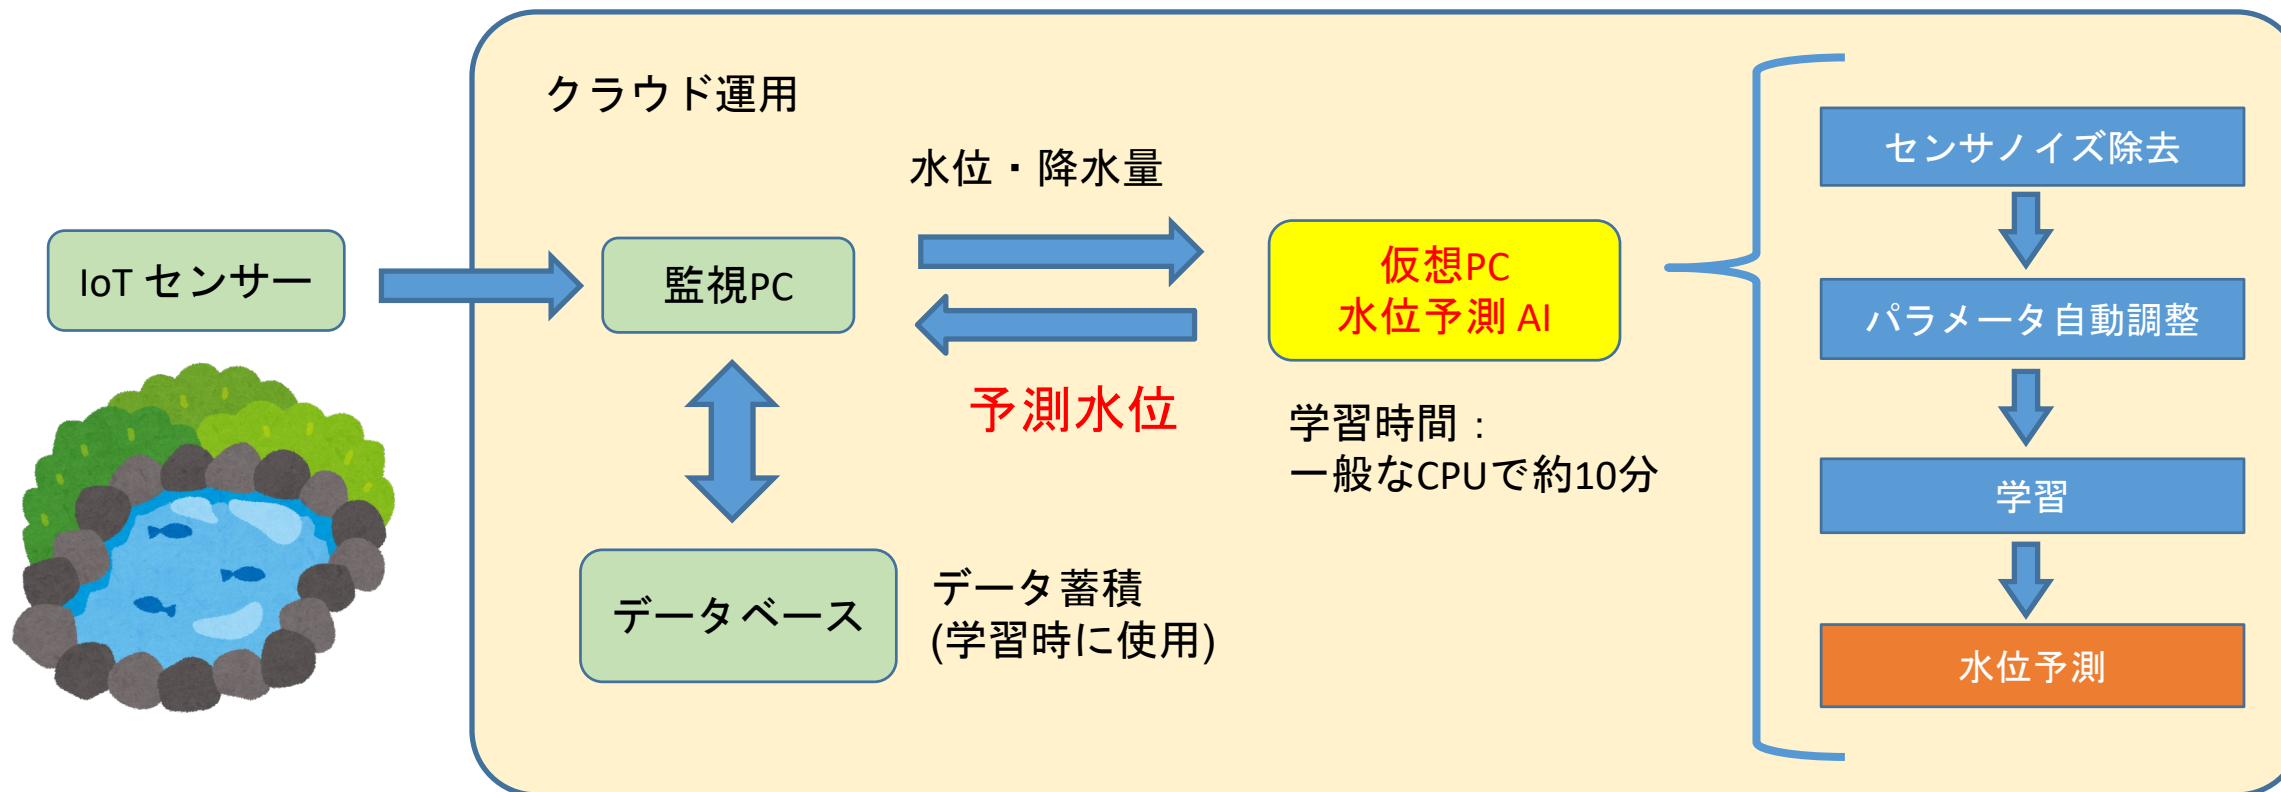 クラウド運用
水位・降水量
IoT センサー
監視PC
仮想PC
水位予測 AI
予測水位
学習時間：
一般なCPUで約10分
データベース
データ蓄積
(学習時に使用)
センサノイズ除去
パラメータ自動調整
学習
水位予測